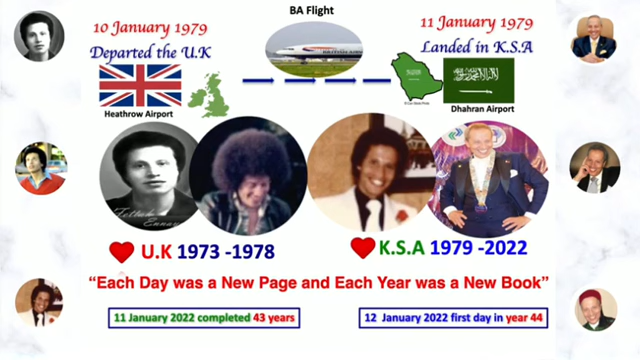 BA Flight
10 January 1979
11 January 1979
Departed the U.K
Landed in K.S.A
Heathrow Airport
Dhahran Airport
U.K 1973 -1978
K.S.A 1979 -2022
“Each Day was a New Page and Each Year was a New Book”
11 January 2022 completed 43 years
12 January 2022 first day in year 44